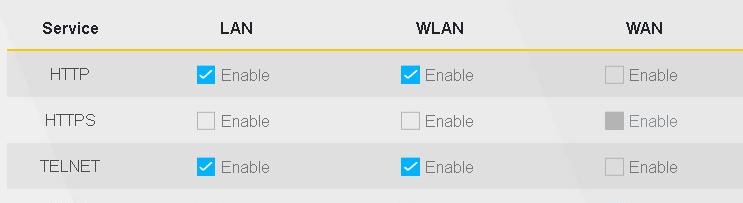 Service LAN WLAN WAN
HTTP Enable Enable Enable
HTTPS Enable Enable Enable
TELNET Enable Enable Enable